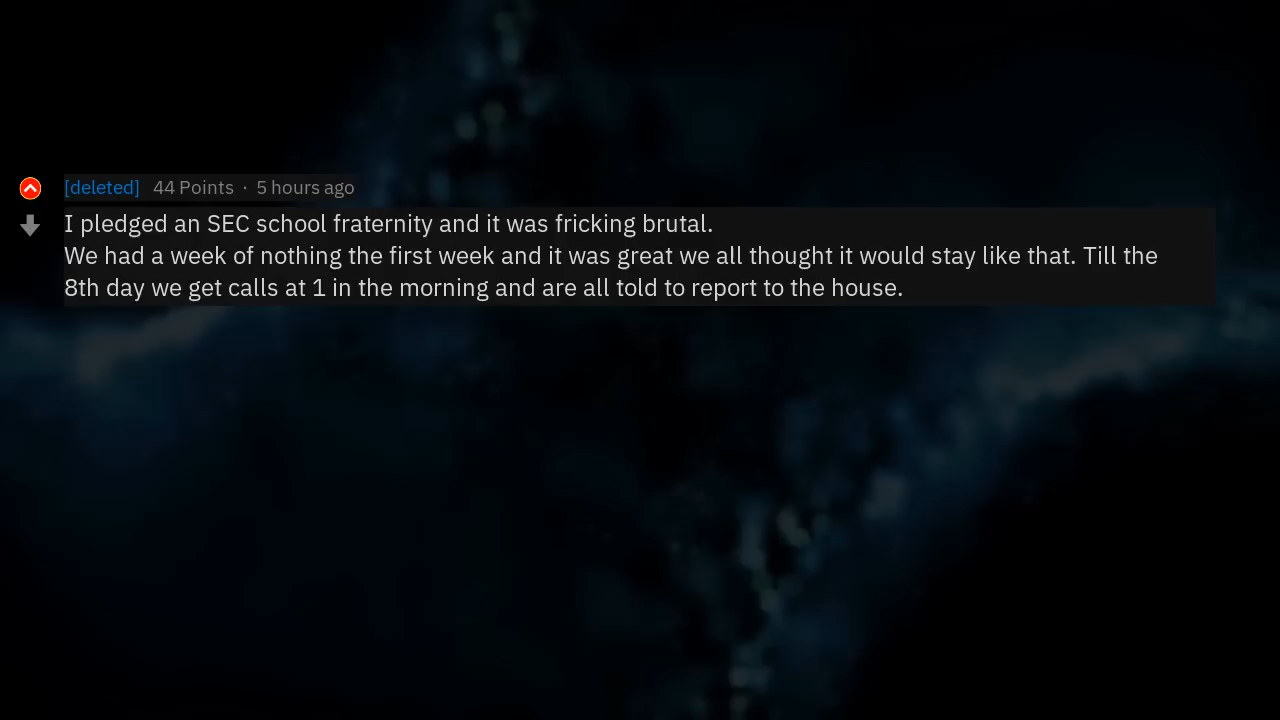 [deleted] 44 Points · 5 hours ago
I pledged an SEC school fraternity and it was fricking brutal.
We had a week of nothing the first week and it was great we all thought it would stay like that. Till the
8th day we get calls at 1 in the morning and are all told to report to the house.